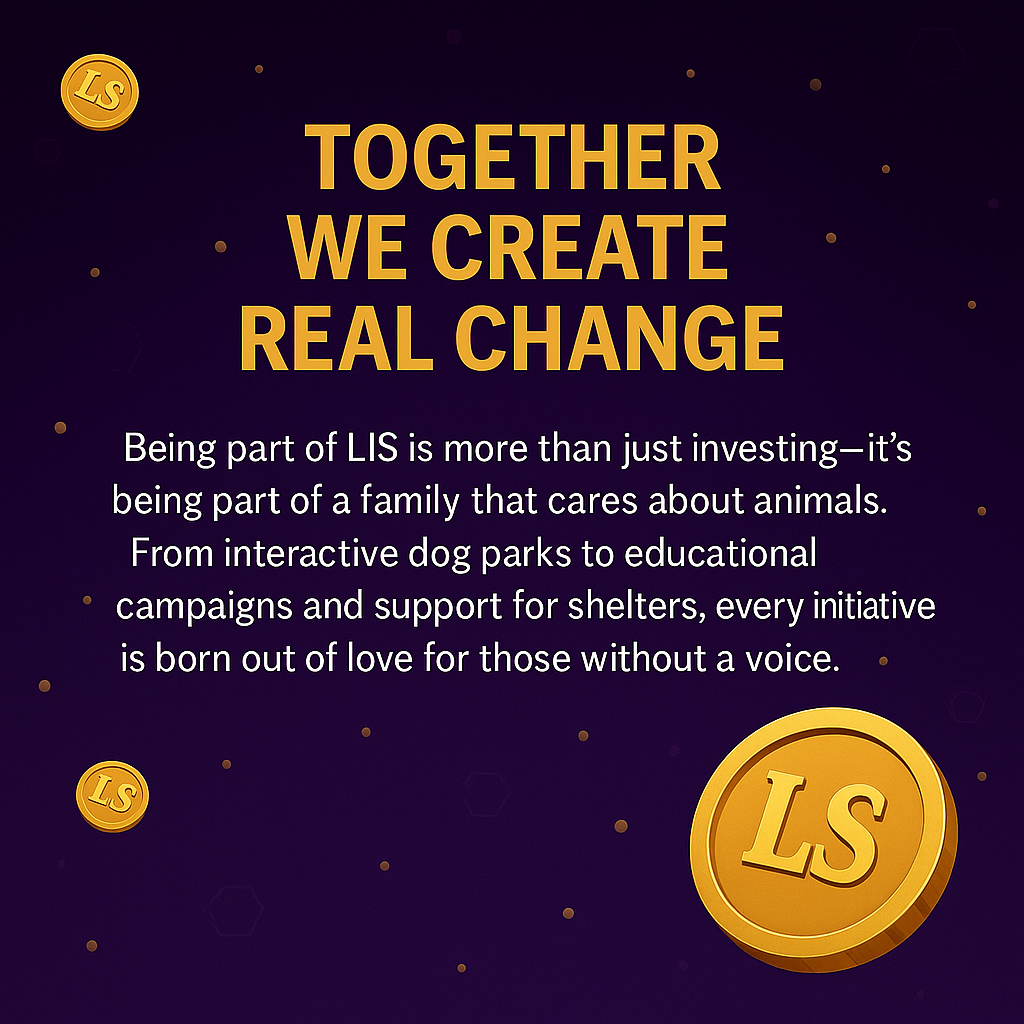 LS
TOGETHER
WE CREATE
REAL CHANGE
Being part of LIS is more than just investing—it’s
being part of a family that cares about animals.
From interactive dog parks to educational
campaigns and support for shelters, every initiative
is born out of love for those without a voice.
LS
LS